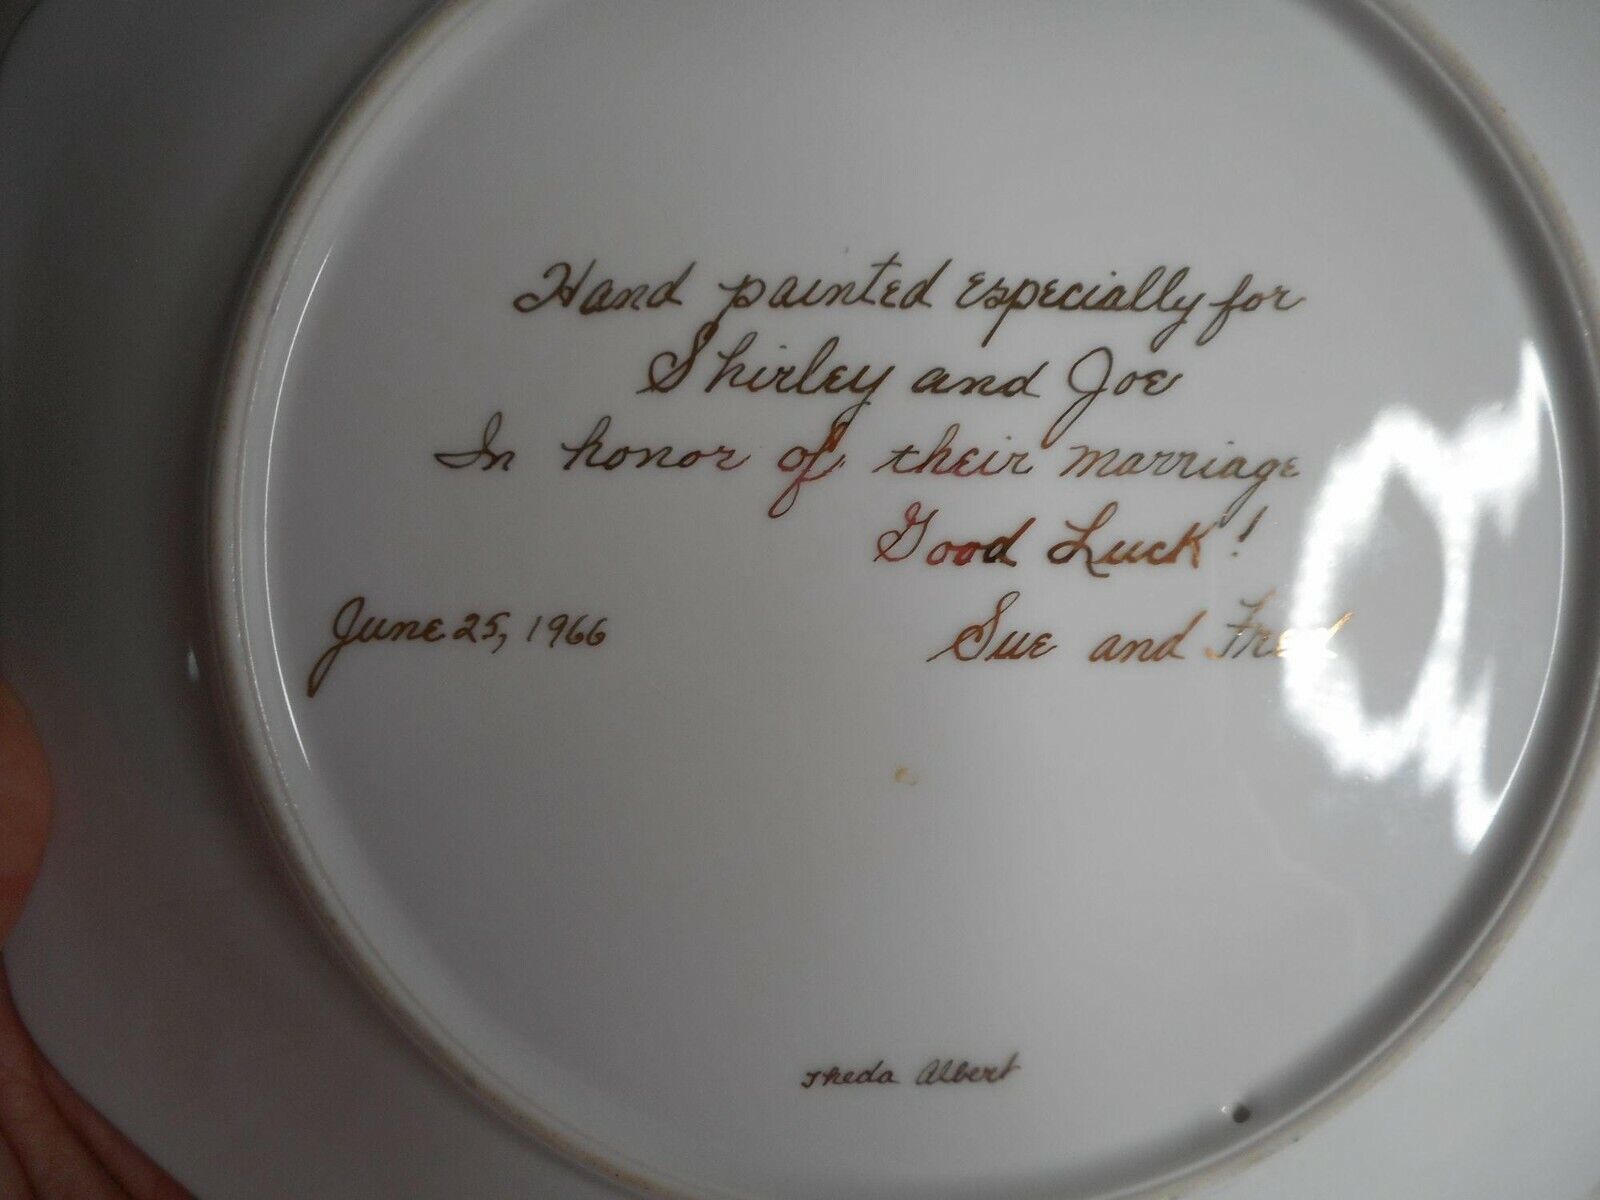 Hand painted especially for
Shirley and Joe
In honor of their marriage
Good Luck!
June 25, 1966
Sue and Fred
Theda Albert